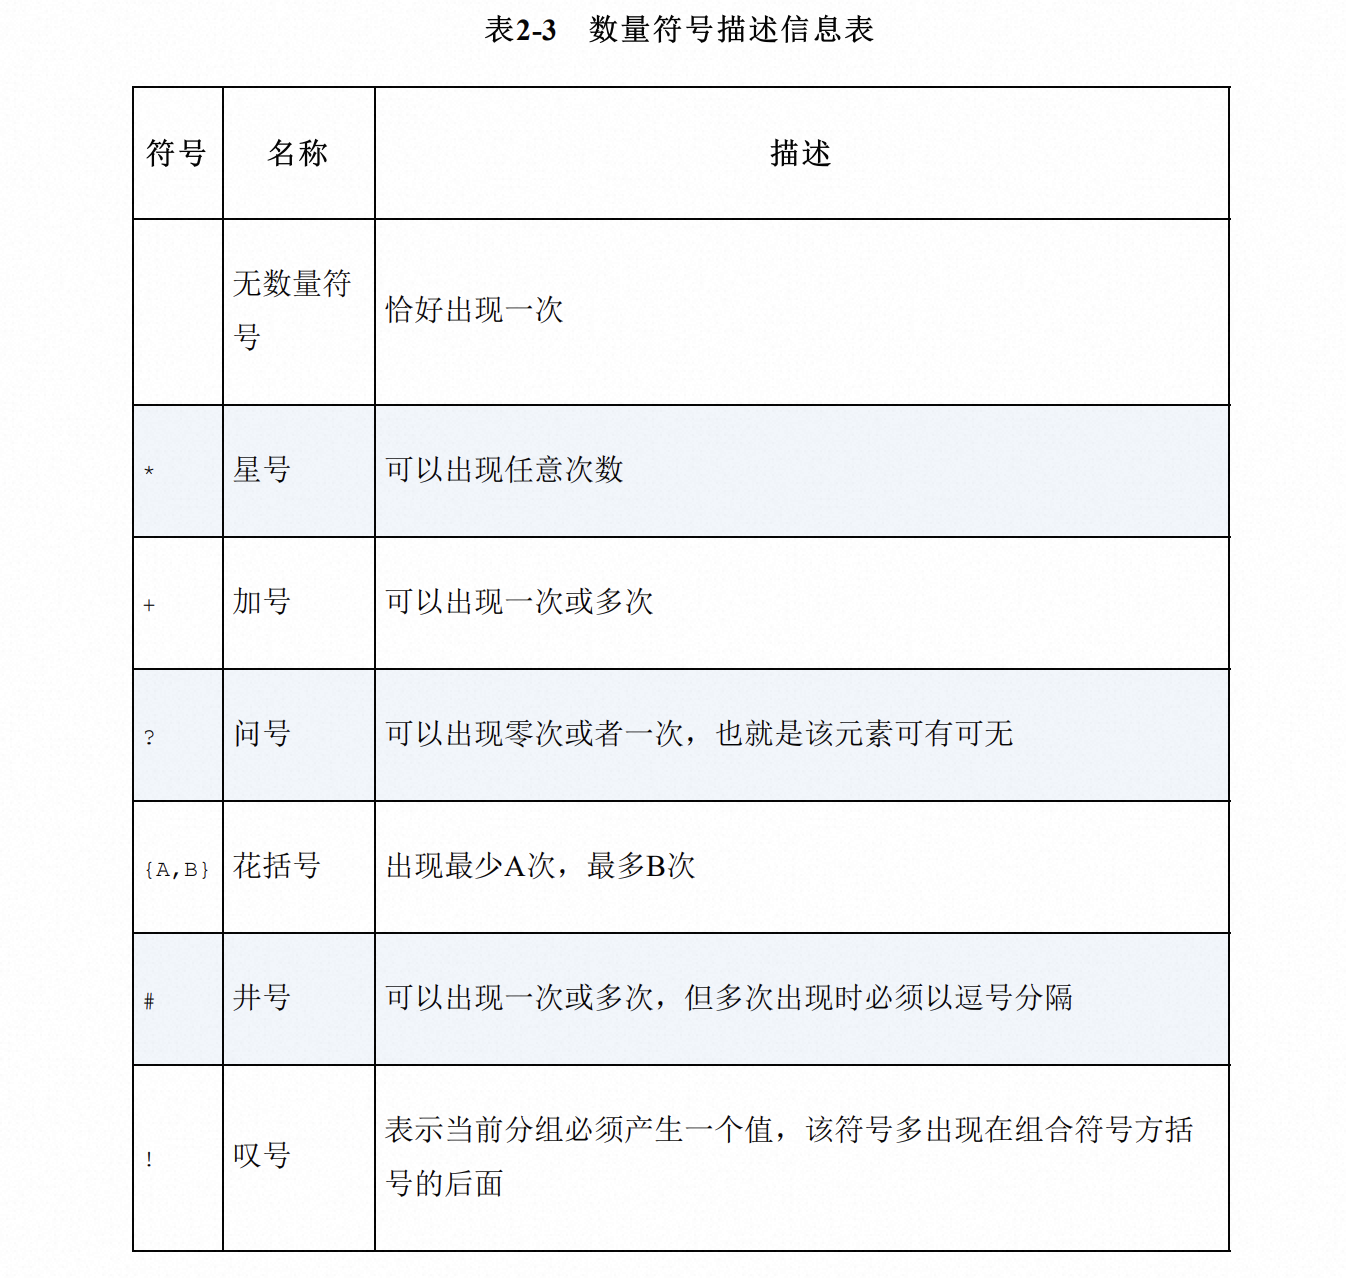 表2-3 数量符号描述信息表
符号 名称 描述
无数量符
号
恰好出现一次
* 星号 可以出现任意次数
+ 加号 可以出现一次或多次
? 问号 可以出现零次或者一次，也就是该元素可有可无
{A,B} 花括号 出现最少A次，最多B次
# 井号 可以出现一次或多次，但多次出现时必须以逗号分隔
! 叹号 表示当前分组必须产生一个值，该符号多出现在组合符号方括
号的后面